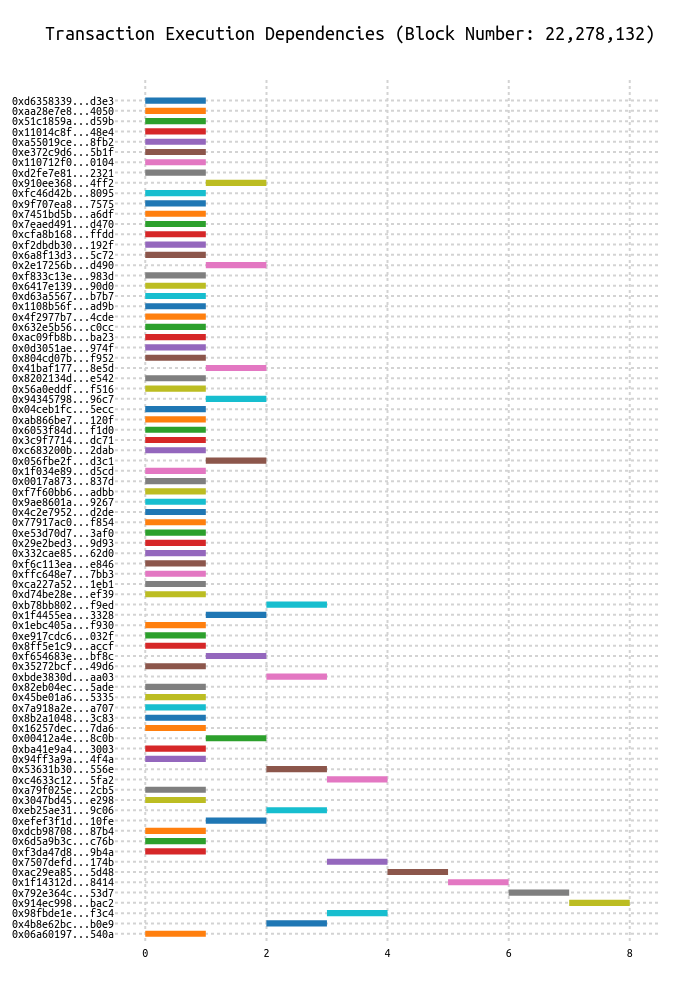 Transaction Execution Dependencies (Block Number: 22,278,132)
0xd6358339...d3e3
0xaa28e7e8...4050
0x51c1859a...d59b
0x11014c8f...48e4
0xa55019ce...8fb2
0xe372c9d6...5b1f
0x110712f0...0104
0xd2fe7e81...2321
0x910ee368...4ff2
0xfc46d42b...8095
0x9f707ea8...7575
0x7451bd5b...a6df
0x7eaed491...d470
0xcfa8b168...ffdd
0xf2dbdb30...192f
0x6a8f13d3...5c72
0x2e17256b...d490
0xf833c13e...983d
0x6417e139...90d0
0xd63a5567...b7b7
0x1108b56f...ad9b
0x4f2977b7...4cde
0x632e5b56...c0cc
0xac09fb8b...ba23
0x0d3051ae...974f
0x804cd07b...f952
0x41baf177...8e5d
0x8202134d...e542
0x56a0eddf...f516
0x94345798...96c7
0x04ceb1fc...5ecc
0xab866be7...120f
0x6053f84d...f1d0
0x3c9f7714...dc71
0xc683200b...2dab
0x056fbe2f...d3c1
0x1f034e89...d5cd
0x0017a873...837d
0xf7f60bb6...adbb
0x9ae8601a...9267
0x4c2e7952...d2de
0x77917ac0...f854
0xe53d70d7...3af0
0x29e2bed3...9d93
0x332cae85...62d0
0xf6c113ea...e846
0xffc648e7...7bb3
0xca227a52...1eb1
0xd74be28e...ef39
0xb78bb802...f9ed
0x1f4455ea...3328
0x1ebc405a...f930
0xe917cdc6...032f
0x8ff5e1c9...accf
0xf654683e...bf8c
0x35272bcf...49d6
0xbde3830d...aa03
0x82eb04ec...5ade
0x45be01a6...5335
0x7a918a2e...a707
0x8b2a1048...3c83
0x16257dec...7da6
0x00412a4e...8c0b
0xba41e9a4...3003
0x94ff3a9a...4f4a
0x53631b30...556e
0xc4633c12...5fa2
0xa79f025e...2cb5
0x3047bd45...e298
0xeb25ae31...9c06
0xefef3f1d...10fe
0xdcb98708...87b4
0x6d5a9b3c...c76b
0xf3da47d8...9b4a
0x7507defd...174b
0xac29ea85...5d48
0x1f14312d...8414
0x792e364c...53d7
0x914ec998...bac2
0x98fbde1e...f3c4
0x4b8e62bc...b0e9
0x06a60197...540a
0 2 4 6 8